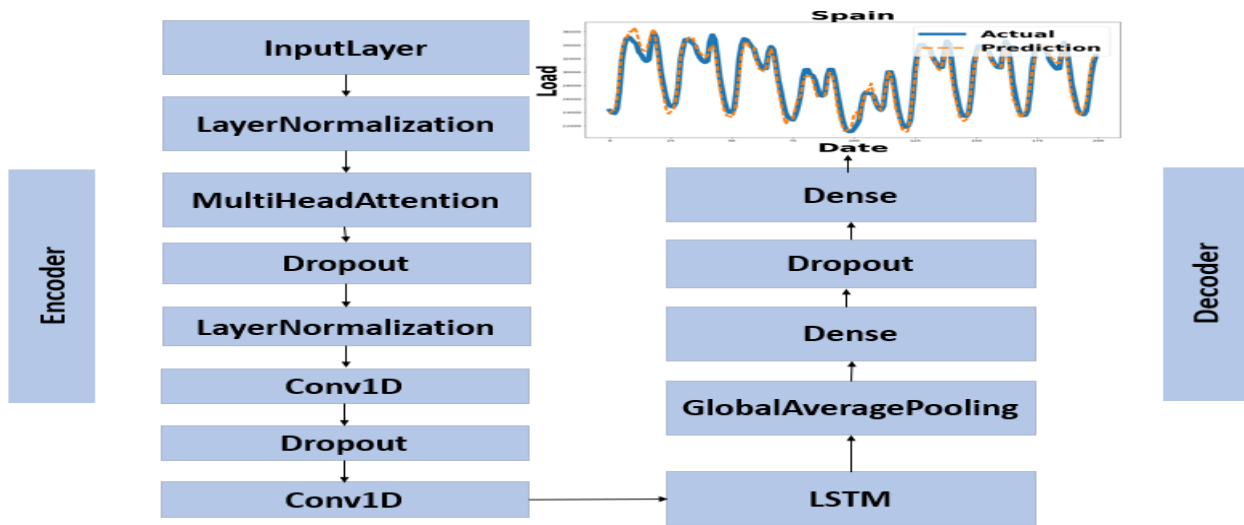 Encoder
InputLayer
LayerNormalization
MultiHeadAttention
Dropout
LayerNormalization
Conv1D
Dropout
Conv1D
Spain
Actual
Prediction
Load
Date
Dense
Dropout
Dense
GlobalAveragePooling
LSTM
Decoder